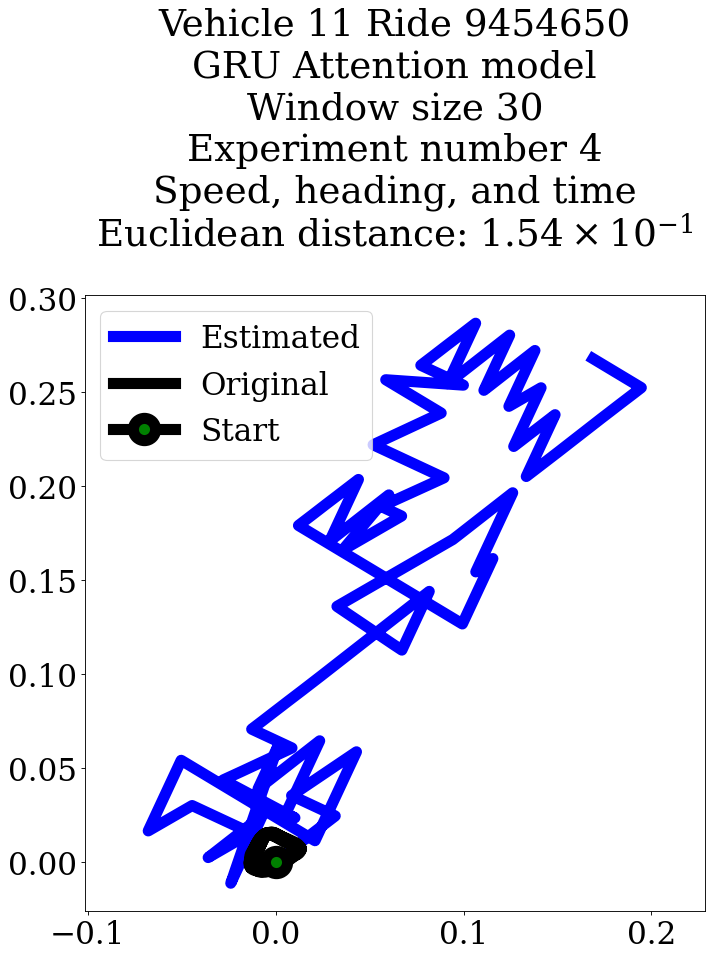 Vehicle 11 Ride 9454650
GRU Attention model
Window size 30
Experiment number 4
Speed, heading, and time
Euclidean distance: 1.54 × 10⁻¹
0.30
0.25
0.20
0.15
0.10
0.05
0.00
Estimated
Original
Start
−0.1 0.0 0.1 0.2